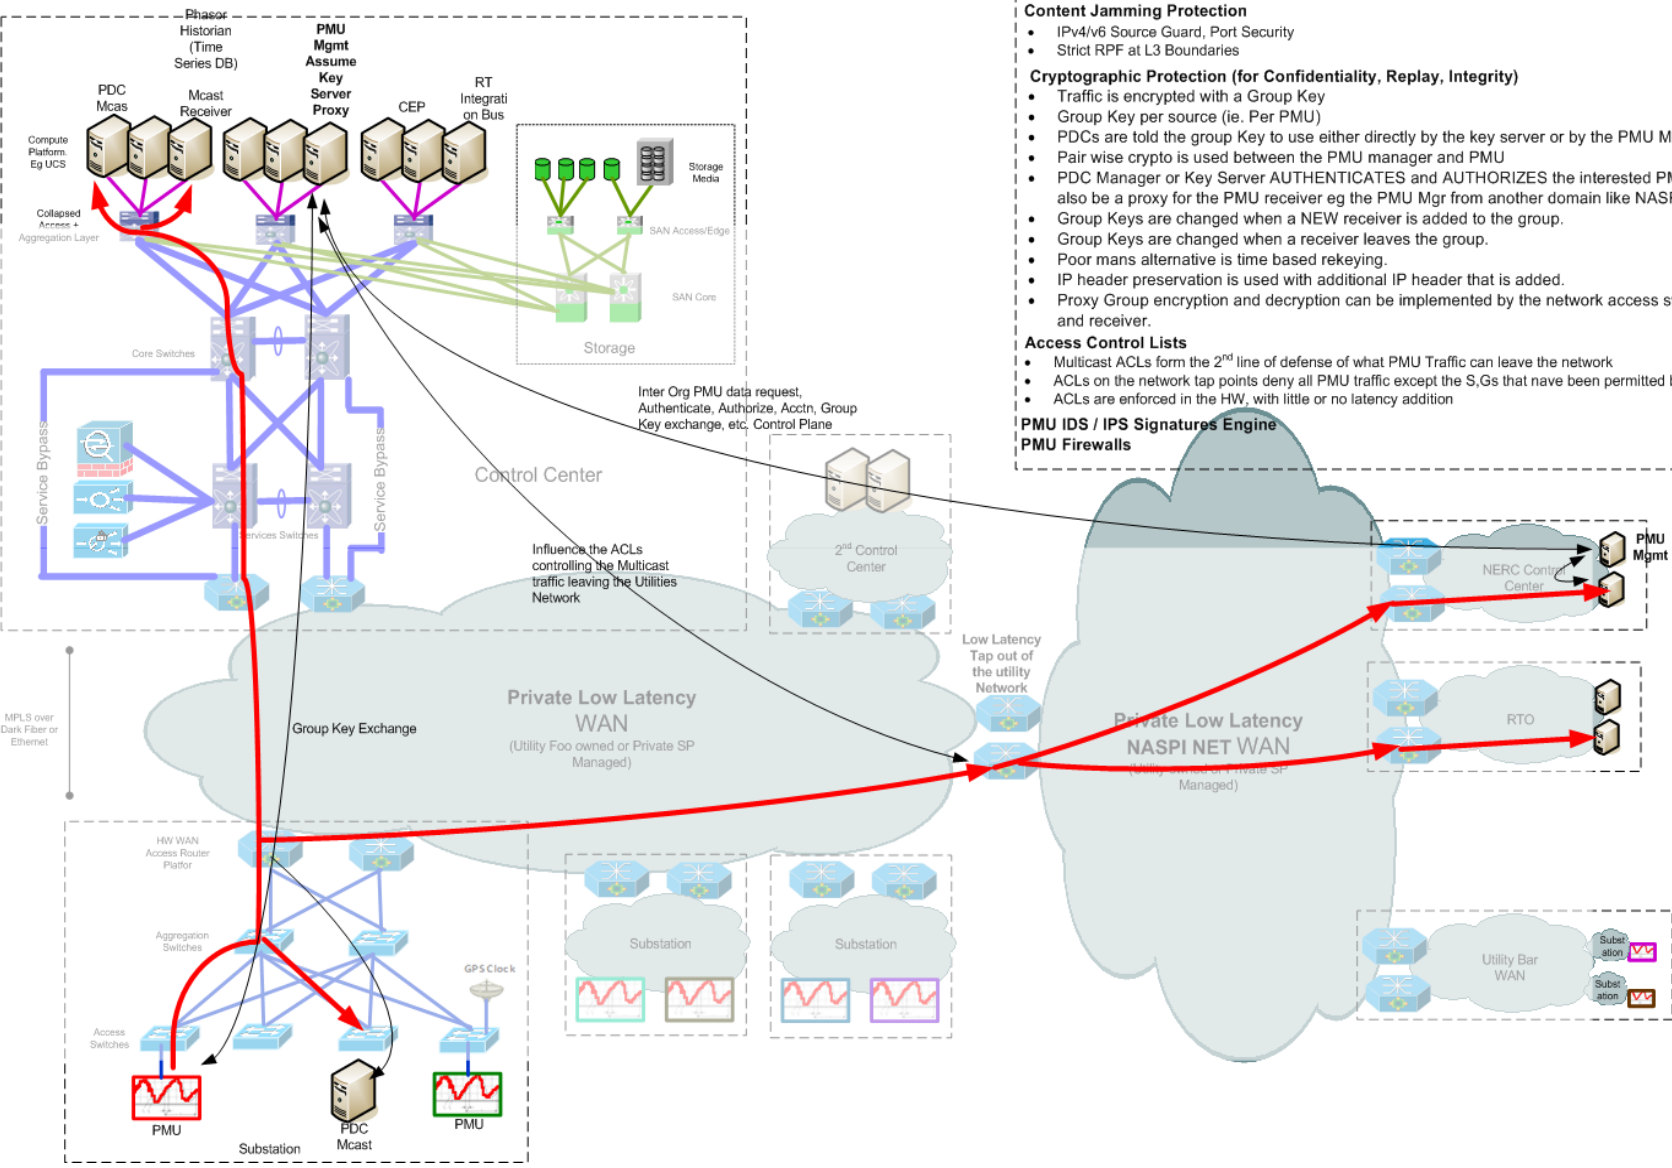 Phasor
Historian
(Time
Series DB)
PMU
Mgmt
Assume
Key
Server
Proxy
PDC
Mcas
Mcast
Receiver
CEP
RT
Integrati
on Bus
Compute
Platform.
Eg UCS
Collapsed
Access +
Aggregation Layer
Storage
Media
SAN Access/Edge
SAN Core
Storage
Core Switches
Service Bypass
Service Bypass
Services Switches
Control Center
Inter Org PMU data request,
Authenticate, Authorize, Acctn, Group
Key exchange, etc. Control Plane
Influence the ACLs
controlling the Multicast
traffic leaving the Utilities
Network
2nd Control
Center
Content Jamming Protection
• IPv4/v6 Source Guard, Port Security
• Strict RPF at L3 Boundaries
Cryptographic Protection (for Confidentiality, Replay, Integrity)
• Traffic is encrypted with a Group Key
• Group Key per source (ie. Per PMU)
• PDCs are told the group Key to use either directly by the key server or by the PMU M
• Pair wise crypto is used between the PMU manager and PMU
• PDC Manager or Key Server AUTHENTICATES and AUTHORIZES the interested PM
also be a proxy for the PMU receiver eg the PMU Mgr from another domain like NASP
• Group Keys are changed when a NEW receiver is added to the group.
• Group Keys are changed when a receiver leaves the group.
• Poor mans alternative is time based rekeying.
• IP header preservation is used with additional IP header that is added.
• Proxy Group encryption and decryption can be implemented by the network access s
and receiver.
Access Control Lists
• Multicast ACLs form the 2nd line of defense of what PMU Traffic can leave the network
• ACLs on the network tap points deny all PMU traffic except the S,Gs that nave been permitted b
• ACLs are enforced in the HW, with little or no latency addition
PMU IDS / IPS Signatures Engine
PMU Firewalls
NERC Control
Center
PMU
Mgmt
Low Latency
Tap out of
the utility
Network
Private Low Latency
WAN
(Utility Foo owned or Private SP
Managed)
Private Low Latency
NASPI NET WAN
(Utility owned or Private SP
Managed)
RTO
MPLS over
Dark Fiber or
Ethernet
Group Key Exchange
HW WAN
Access Router
Platfor
Aggregation
Switches
GPS Clock
Access
Switches
PMU
PDC
Mcast
PMU
Substation
Substation
Substation
Utility Bar
WAN
Subst
ation
Subst
ation